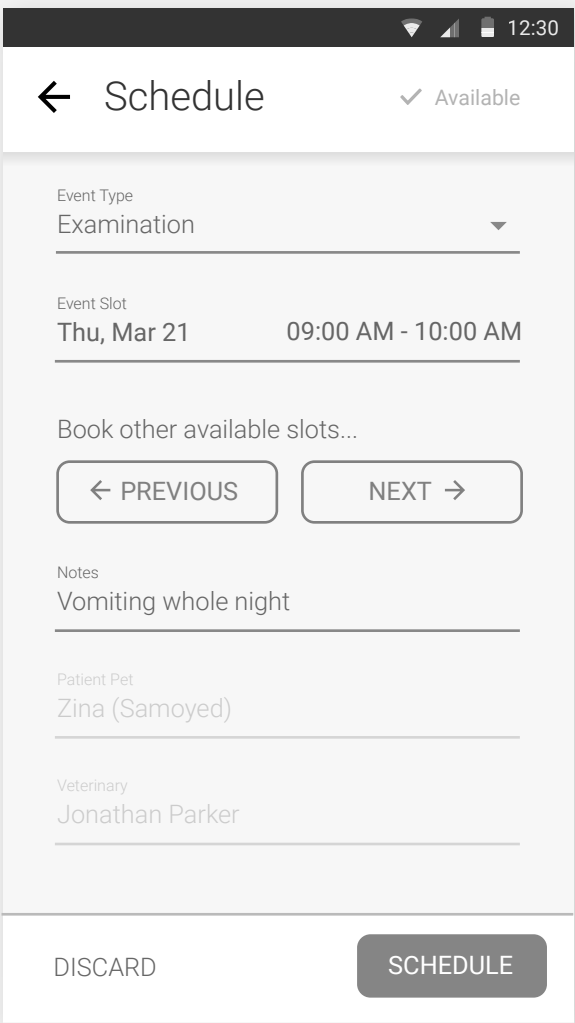 12:30
Schedule
Available
Event Type
Examination
Event Slot
Thu, Mar 21 09:00 AM - 10:00 AM
Book other available slots...
PREVIOUS NEXT
Notes
Vomiting whole night
Patient Pet
Zina (Samoyed)
Veterinary
Jonathan Parker
DISCARD SCHEDULE